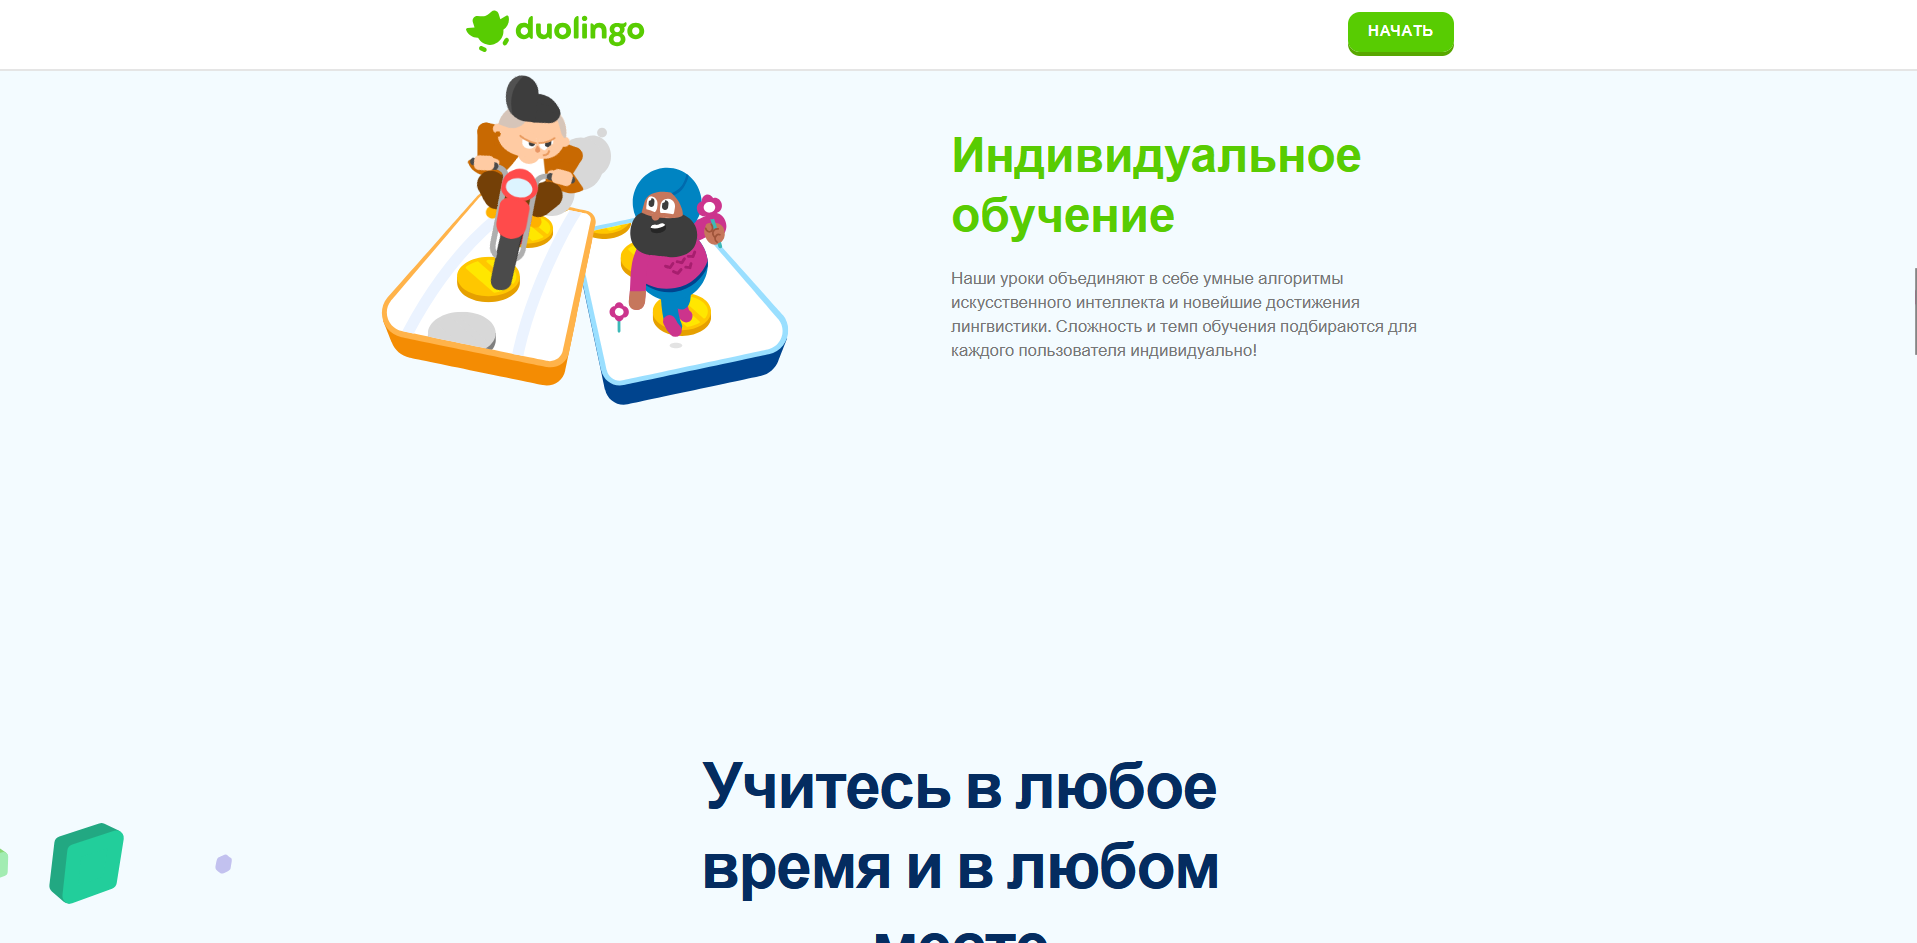 duolingo
НАЧАТЬ
Индивидуальное
обучение
Наши уроки объединяют в себе умные алгоритмы
искусственного интеллекта и новейшие достижения
лингвистики. Сложность и темп обучения подбираются для
каждого пользователя индивидуально!
Учитесь в любое
время и в любом
месте